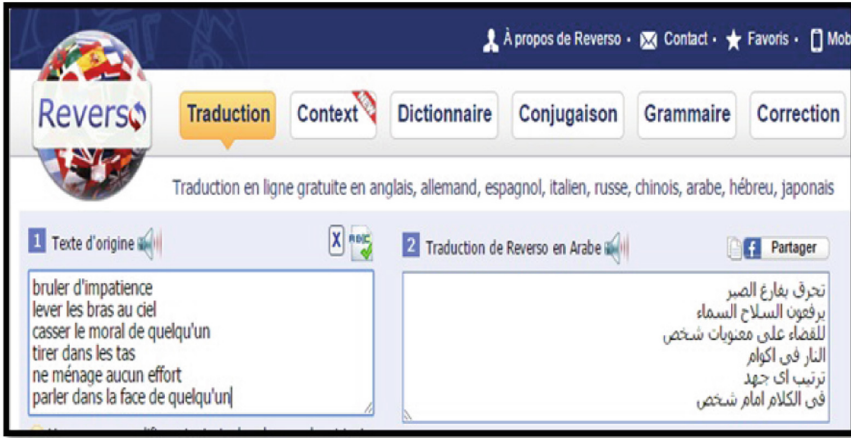 À propos de Reverso · Contact · Favoris · Mob
Reverso
Traduction Context NEW Dictionnaire Conjugaison Grammaire Correction
Traduction en ligne gratuite en anglais, allemand, espagnol, italien, russe, chinois, arabe, hébreu, japonais
1 Texte d'origine X
bruler d'impatience
lever les bras au ciel
casser le moral de quelqu'un
tirer dans les tas
ne ménage aucun effort
parler dans la face de quelqu'un
2 Traduction de Reverso en Arabe f Partager
تحرق بفارغ الصبر
يرفعون السلاح السماء
للقضاء على معنويات شخص
النار في اكوام
ترتيب اى جهد
في الكلام امام شخص